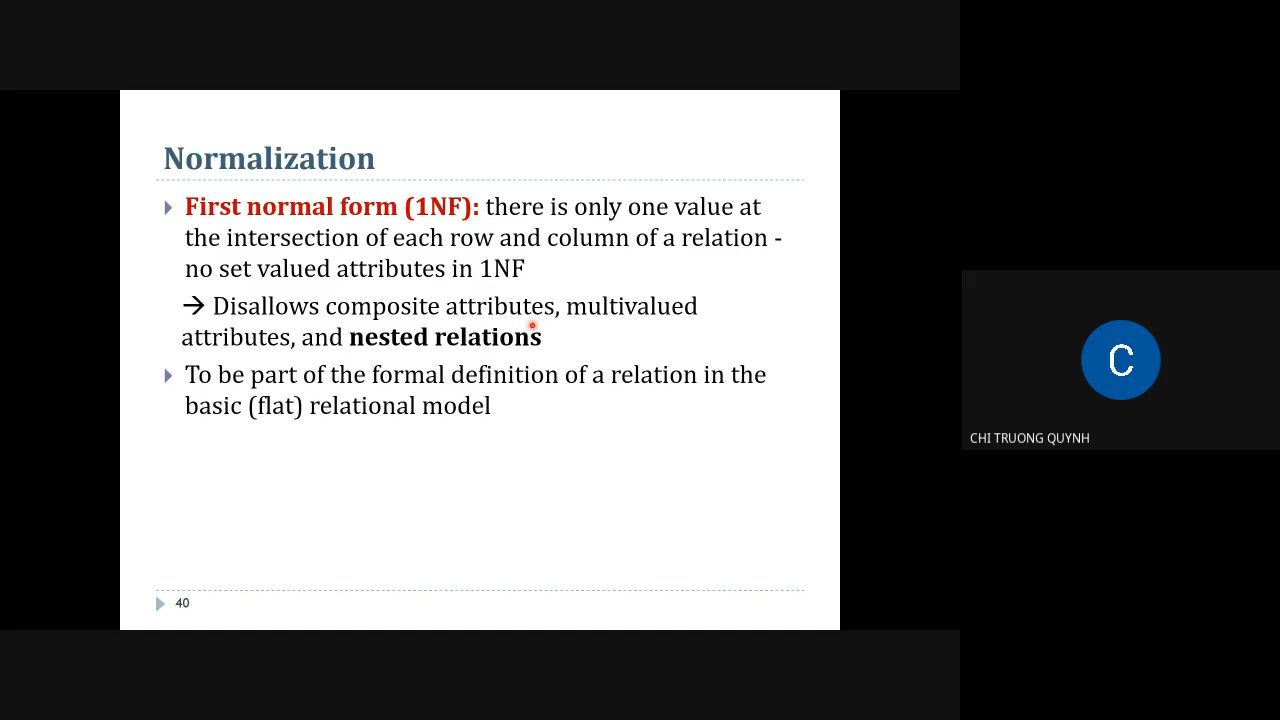 Normalization
First normal form (1NF): there is only one value at
the intersection of each row and column of a relation -
no set valued attributes in 1NF
→ Disallows composite attributes, multivalued
attributes, and nested relations
To be part of the formal definition of a relation in the
basic (flat) relational model
40
C
CHI TRUONG QUYNH